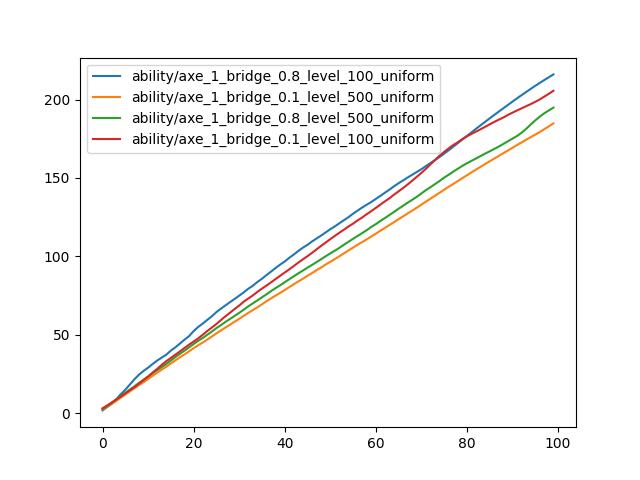 ability/axe_1_bridge_0.8_level_100_uniform
ability/axe_1_bridge_0.1_level_500_uniform
ability/axe_1_bridge_0.8_level_500_uniform
ability/axe_1_bridge_0.1_level_100_uniform
200
150
100
50
0
0 20 40 60 80 100